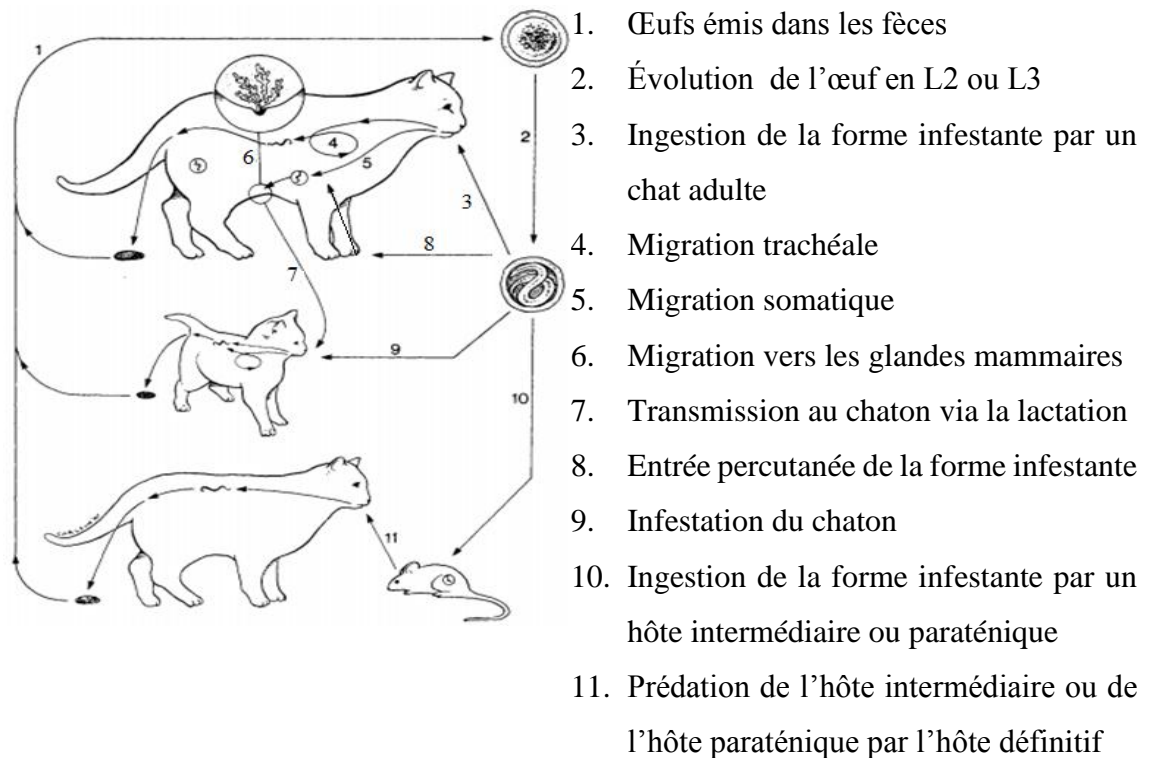 1. Œufs émis dans les fèces
2. Évolution de l’œuf en L2 ou L3
3. Ingestion de la forme infestante par un
chat adulte
4. Migration trachéale
5. Migration somatique
6. Migration vers les glandes mammaires
7. Transmission au chaton via la lactation
8. Entrée percutanée de la forme infestante
9. Infestation du chaton
10. Ingestion de la forme infestante par un
hôte intermédiaire ou paraténique
11. Prédation de l’hôte intermédiaire ou de
l’hôte paraténique par l’hôte définitif
1
2
4
5
6
3
8
7
9
10
11